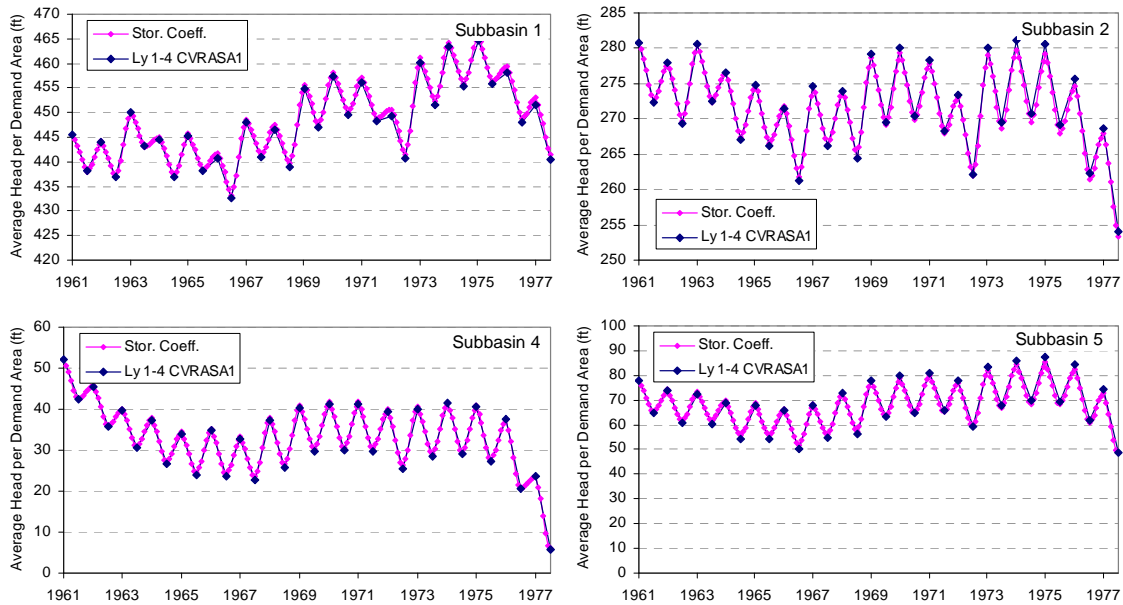 Average Head per Demand Area (ft)
470
465
460
455
450
445
440
435
430
425
420
Stor. Coeff.
Ly 1-4 CVRASA1
Subbasin 1
1961 1963 1965 1967 1969 1971 1973 1975 1977
Average Head per Demand Area (ft)
285
280
275
270
265
260
255
250
Subbasin 2
Stor. Coeff.
Ly 1-4 CVRASA1
1961 1963 1965 1967 1969 1971 1973 1975 1977
Average Head per Demand Area (ft)
60
50
40
30
20
10
0
Stor. Coeff.
Ly 1-4 CVRASA1
Subbasin 4
1961 1963 1965 1967 1969 1971 1973 1975 1977
Average Head per Demand Area (ft)
100
90
80
70
60
50
40
30
20
10
0
Stor. Coeff.
Ly 1-4 CVRASA1
Subbasin 5
1961 1963 1965 1967 1969 1971 1973 1975 1977